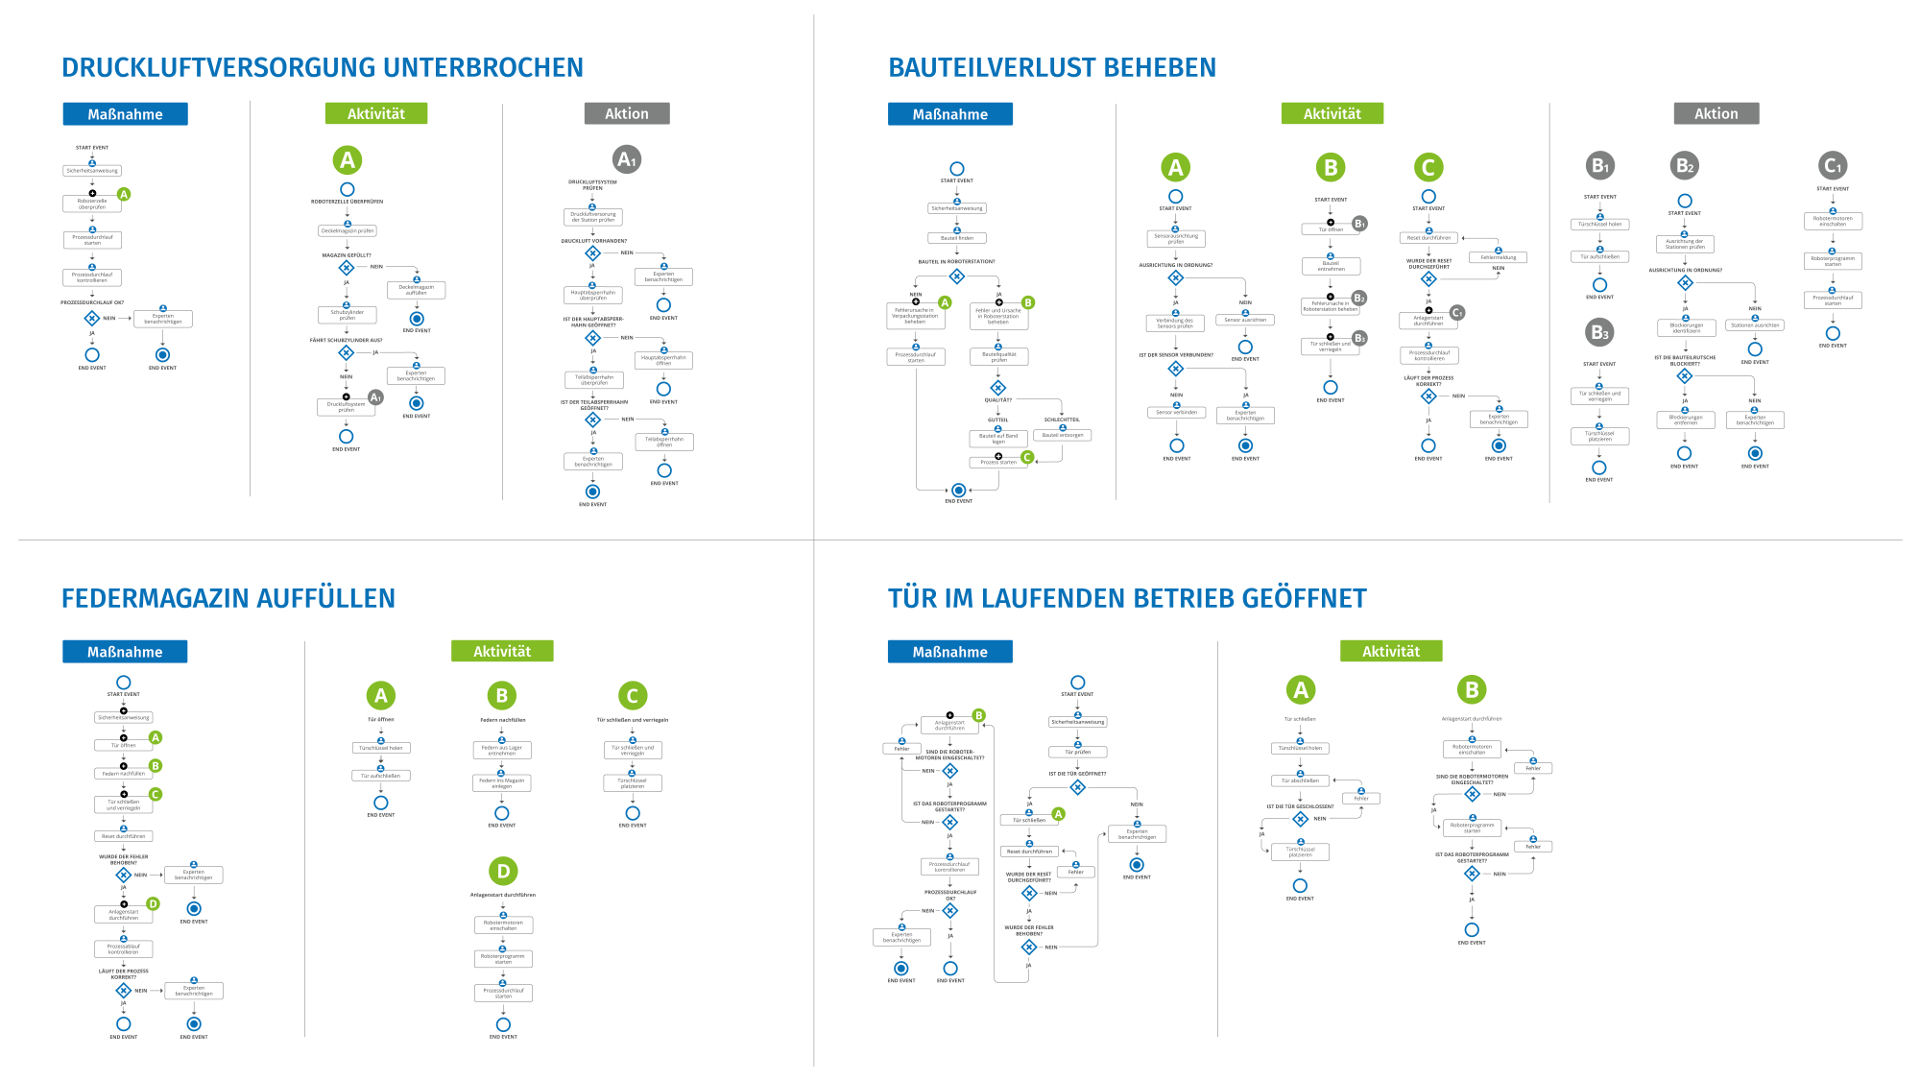 DRUCKLUFTVERSORGUNG UNTERBROCHEN
Maßnahme
START EVENT
Sicherheitsanweisung
A
Roboterzelle
überprüfen
Prozessdurchlauf
starten
Prozessdurchlauf
kontrollieren
PROZESSDURCHLAUF OK?
NEIN
Experten
benachrichtigen
JA
END EVENT
END EVENT
Aktivität
A
ROBOTERZELLE ÜBERPRÜFEN
Deckelmagazin prüfen
MAGAZIN GEFÜLLT?
NEIN
JA
Deckelmagazin
auffüllen
END EVENT
Schubzylinder
prüfen
FÄHRT SCHUBZYLINDER AUS?
JA
NEIN
Experten
benachrichtigen
END EVENT
A1
Druckluftsystem
prüfen
END EVENT
Aktion
A1
DRUCKLUFTSYSTEM
PRÜFEN
Druckluftversorung
der Station prüfen
DRUCKLUFT VORHANDEN?
NEIN
JA
Experten
benachrichtigen
END EVENT
Hauptabsperrhahn
überprüfen
IST DER HAUPTABSPERR-
HAHN GEÖFFNET?
NEIN
JA
Hauptabsperrhahn
öffnen
END EVENT
Teilabsperrhahn
überprüfen
IST DER TEILABSPERRHAHN
GEÖFFNET?
NEIN
JA
Teilabsperrhahn
öffnen
END EVENT
Experten
benachrichtigen
END EVENT
BAUTEILVERLUST BEHEBEN
Maßnahme
START EVENT
Sicherheitsanweisung
Bauteil finden
BAUTEIL IN ROBOTERSTATION?
NEIN
JA
A
Fehlerursache in
Verpackungsstation
beheben
B
Fehler und Ursache
in Roboterstation
beheben
Prozessdurchlauf
starten
Bauteilqualität
prüfen
QUALITÄT?
GUTTEIL
SCHLECHTTEIL
Bauteil auf Band
legen
Bauteil entsorgen
Prozess starten
C
END EVENT
Aktivität
A
START EVENT
Sensorausrichtung
prüfen
AUSRICHTUNG IN ORDNUNG?
JA
NEIN
Verbindung des
Sensors prüfen
Sensor ausrichten
END EVENT
IST DER SENSOR VERBUNDEN?
NEIN
JA
Sensor verbinden
Experten
benachrichtigen
END EVENT
END EVENT
B
START EVENT
Tür öffnen
B1
Bauteil
entnehmen
B2
Fehlerursache in
Roboterstation beheben
B3
Tür schließen und
verriegeln
END EVENT
C
START EVENT
Reset durchführen
Fehlermeldung
NEIN
WURDE DER RESET
DURCHGEFÜHRT
JA
C1
Anlagenstart
durchführen
Prozessdurchlauf
kontrollieren
LÄUFT DER PROZESS
KORREKT?
NEIN
JA
Experten
benachrichtigen
END EVENT
END EVENT
Aktion
B1
START EVENT
Türschlüssel holen
Tür aufschließen
END EVENT
B3
START EVENT
Tür schließen und
verriegeln
Türschlüssel
platzieren
END EVENT
B2
START EVENT
Ausrichtung der
Stationen prüfen
AUSRICHTUNG IN ORDNUNG?
JA
NEIN
Blockierungen
identifizieren
Stationen ausrichten
END EVENT
IST DIE BAUTEILRUTSCHE
BLOCKIERT?
JA
NEIN
Blockierungen
entfernen
Experten
benachrichtigen
END EVENT
END EVENT
C1
START EVENT
Robotermotoren
einschalten
Roboterprogramm
starten
Prozessdurchlauf
starten
END EVENT
FEDERMAGAZIN AUFFÜLLEN
Maßnahme
START EVENT
Sicherheitsanweisung
Tür öffnen
A
Federn nachfüllen
B
Tür schließen
und verriegeln
C
Reset durchführen
WURDE DER FEHLER
BEHOBEN?
NEIN
Experten
benachrichtigen
END EVENT
JA
Anlagenstart
durchführen
D
Prozessablauf
kontrollieren
LÄUFT DER PROZESS
KORREKT?
NEIN
Experten
benachrichtigen
JA
END EVENT
END EVENT
Aktivität
A
Tür öffnen
Türschlüssel holen
Tür aufschließen
END EVENT
B
Federn nachfüllen
Federn aus Lager
entnehmen
Federn ins Magazin
einlegen
END EVENT
C
Tür schließen und verriegeln
Tür schließen und
verriegeln
Türschlüssel
platzieren
END EVENT
D
Anlagenstart durchführen
Robotermotoren
einschalten
Roboterprogramm
starten
Prozessdurchlauf
starten
END EVENT
TÜR IM LAUFENDEN BETRIEB GEÖFFNET
Maßnahme
START EVENT
Sicherheitsanweisung
Tür prüfen
IST DIE TÜR GEÖFFNET?
JA
NEIN
Tür schließen
A
Experten
benachrichtigen
END EVENT
Reset durchführen
Fehler
WURDE DER RESET
DURCHGEFÜHRT?
NEIN
JA
WURDE DER FEHLER
BEHOBEN?
NEIN
JA
B
Anlagenstart
durchführen
Fehler
SIND DIE ROBOTER-
MOTOREN EINGESCHALTET?
NEIN
JA
IST DAS ROBOTERPROGRAMM
GESTARTET?
NEIN
JA
Prozessdurchlauf
kontrollieren
PROZESSDURCHLAUF
OK?
NEIN
JA
Experten
benachrichtigen
END EVENT
END EVENT
Aktivität
A
Tür schließen
Türschlüssel holen
Tür abschließen
Fehler
IST DIE TÜR GESCHLOSSEN?
NEIN
JA
Türschlüssel
platzieren
END EVENT
B
Anlagenstart durchführen
Robotermotoren
einschalten
Fehler
SIND DIE ROBOTERMOTOREN
EINGESCHALTET?
NEIN
JA
Roboterprogramm
starten
Fehler
IST DAS ROBOTERPROGRAMM
GESTARTET?
NEIN
JA
END EVENT